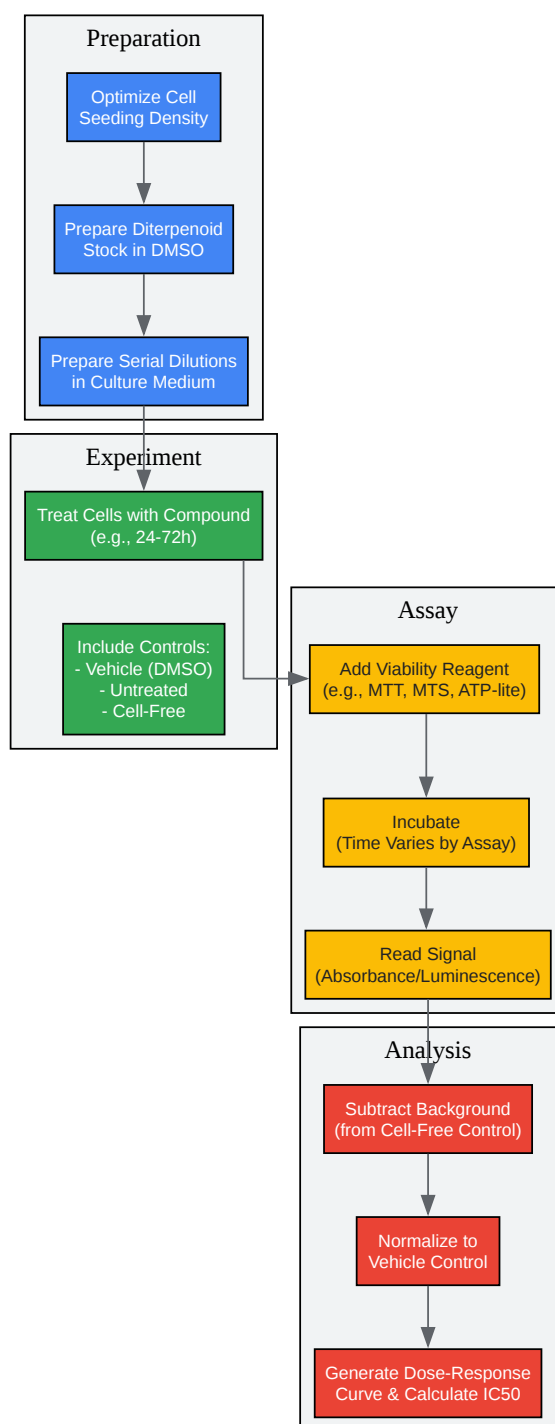 Preparation
Optimize Cell
Seeding Density
Prepare Diterpenoid
Stock in DMSO
Prepare Serial Dilutions
in Culture Medium
Experiment
Treat Cells with Compound
(e.g., 24-72h)
Include Controls:
- Vehicle (DMSO)
- Untreated
- Cell-Free
Assay
Add Viability Reagent
(e.g., MTT, MTS, ATP-lite)
Incubate
(Time Varies by Assay)
Read Signal
(Absorbance/Luminescence)
Analysis
Subtract Background
(from Cell-Free Control)
Normalize to
Vehicle Control
Generate Dose-Response
Curve & Calculate IC50